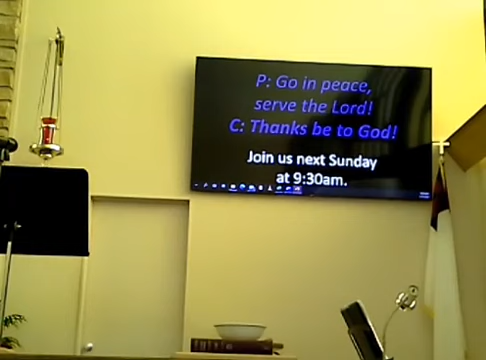 P: Go in peace,
serve the Lord!
C: Thanks be to God!
Join us next Sunday
at 9:30am.